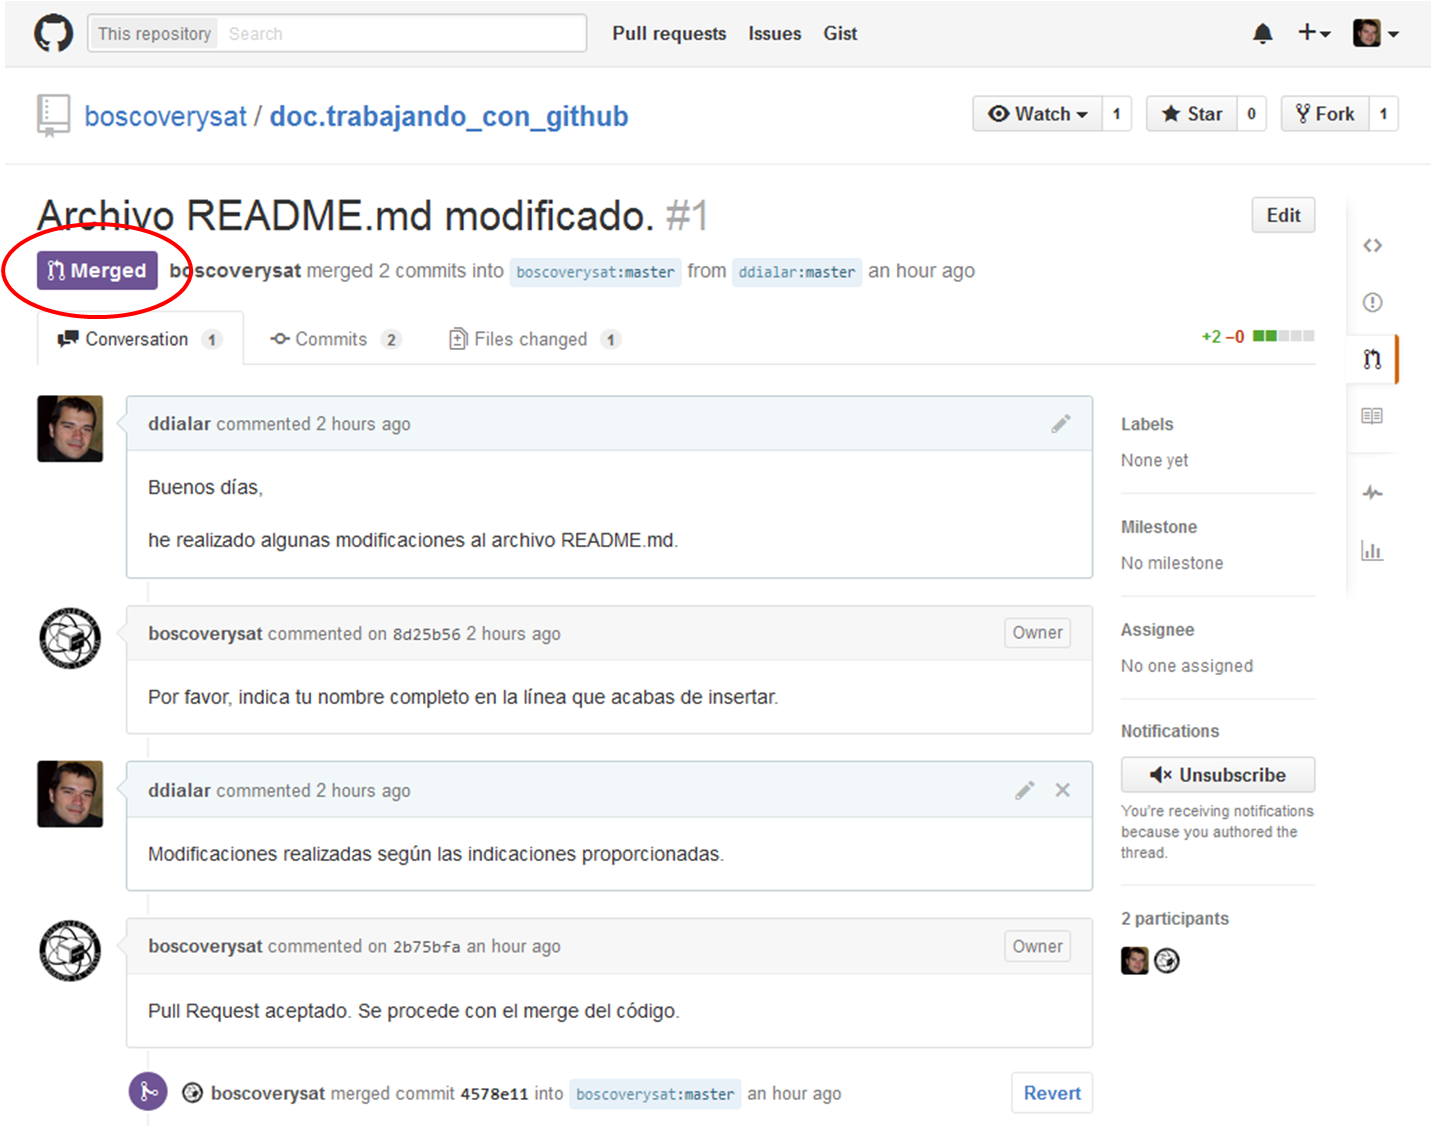 This repository Search Pull requests Issues Gist
boscoverysat / doc.trabajando_con_github Watch 1 Star 0 Fork 1
Archivo README.md modificado. #1 Edit
Merged boscoverysat merged 2 commits into boscoverysat:master from ddialar:master an hour ago
Conversation 1 Commits 2 Files changed 1 +2 −0
ddialar commented 2 hours ago
Buenos días,
he realizado algunas modificaciones al archivo README.md.
boscoverysat commented on 8d25b56 2 hours ago Owner
Por favor, indica tu nombre completo en la línea que acabas de insertar.
ddialar commented 2 hours ago
Modificaciones realizadas según las indicaciones proporcionadas.
boscoverysat commented on 2b75bfa an hour ago Owner
Pull Request aceptado. Se procede con el merge del código.
boscoverysat merged commit 4578e11 into boscoverysat:master an hour ago Revert
Labels
None yet
Milestone
No milestone
Assignee
No one assigned
Notifications
Unsubscribe
You're receiving notifications
because you authored the
thread.
2 participants